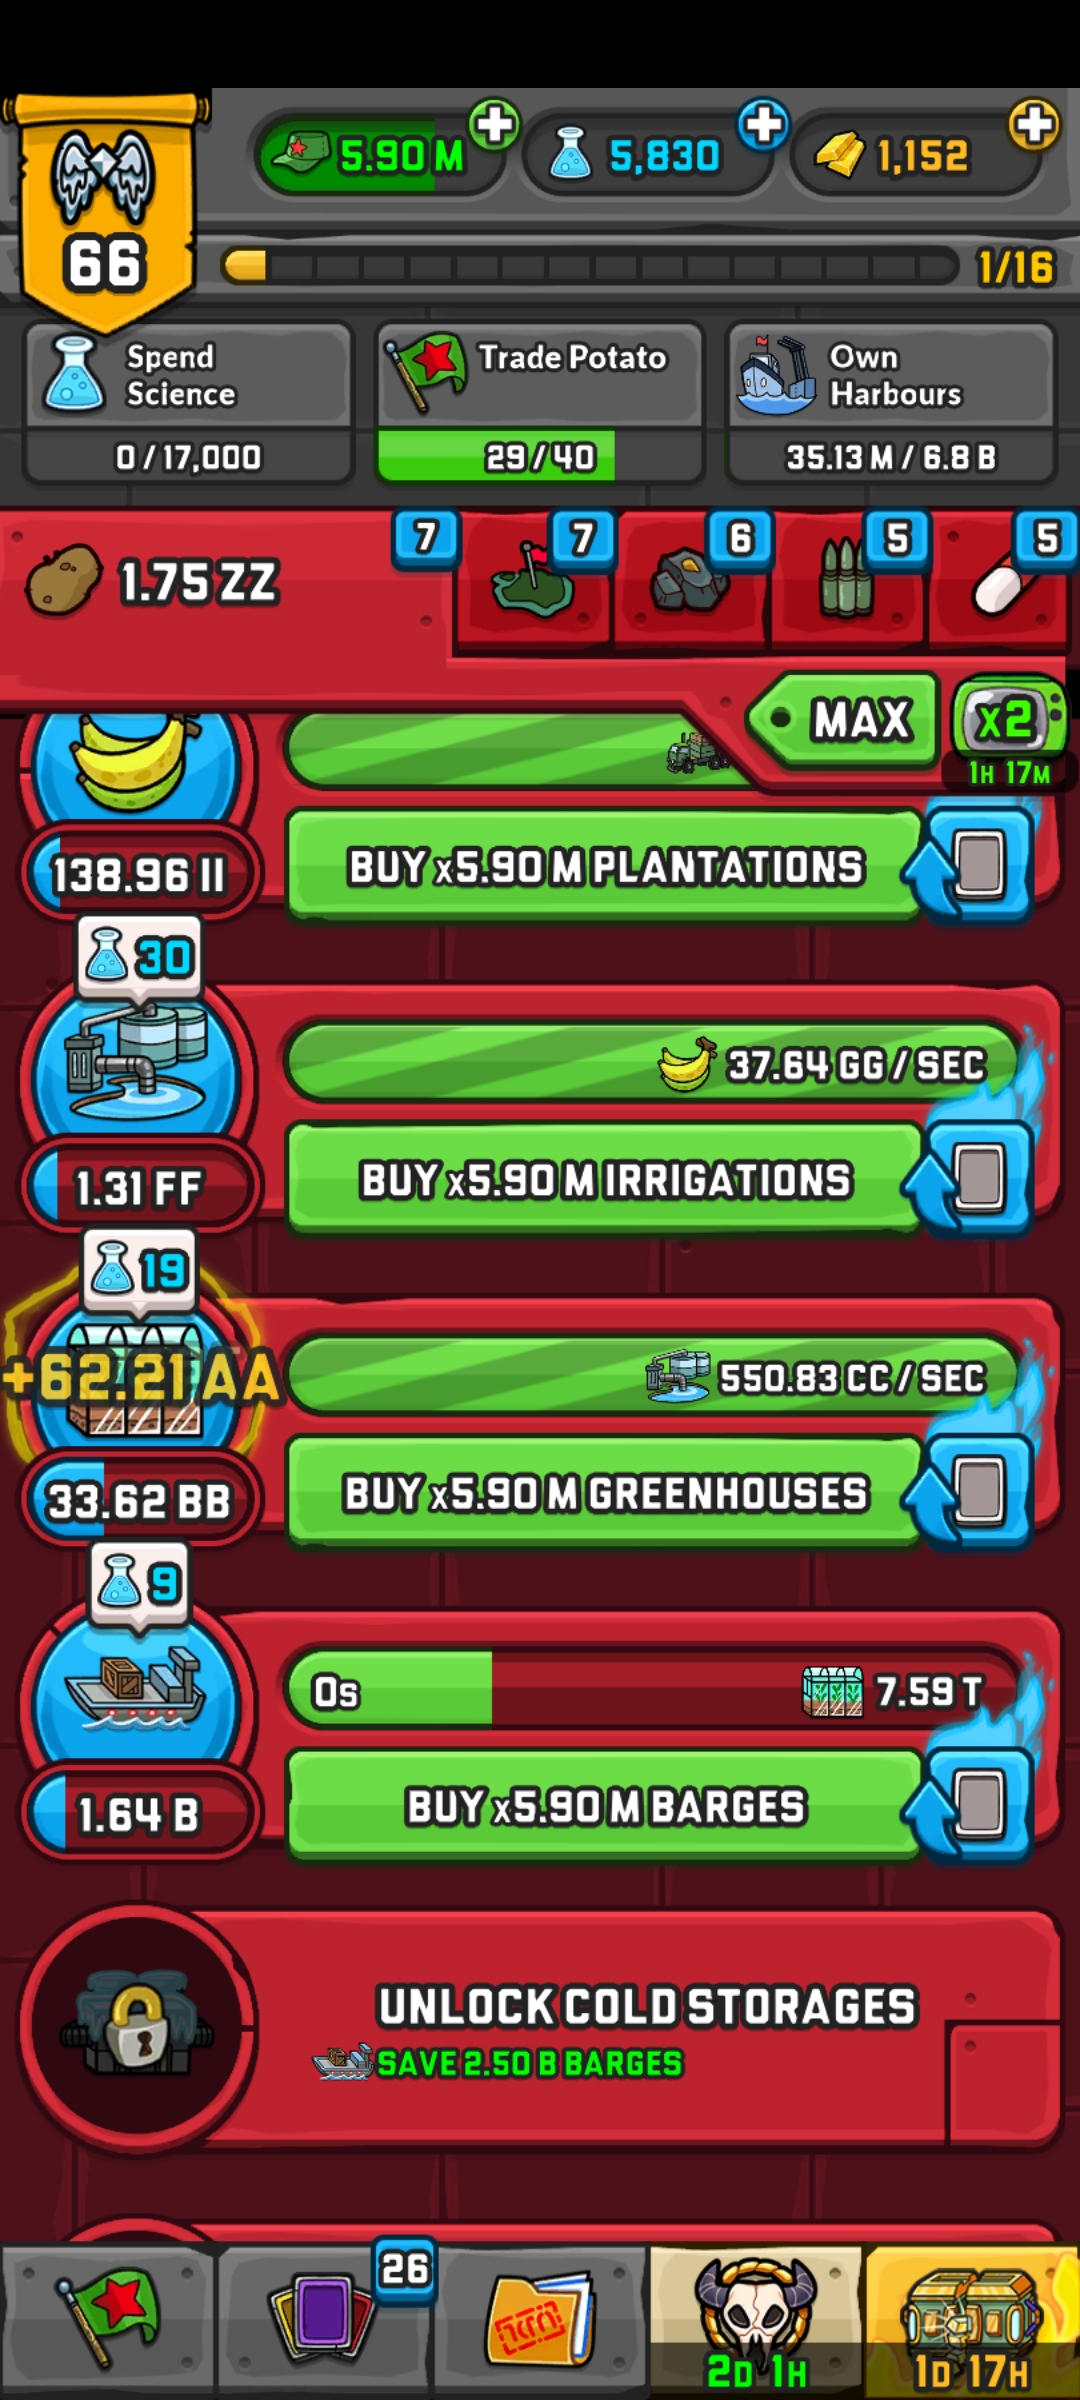 66
5.90 M
5,830
1,152
1/16
Spend
Science
0/17,000
Trade Potato
29/40
Own
Harbours
35.13 M / 6.8 B
1.75 ZZ
7
7
6
5
5
MAX
x2
1H 17M
138.96 II
BUY x5.90 M PLANTATIONS
30
37.64 GG / SEC
1.31 FF
BUY x5.90 M IRRIGATIONS
19
+62.21 AA
550.83 CC / SEC
33.62 BB
BUY x5.90 M GREENHOUSES
9
0s
7.59 T
1.64 B
BUY x5.90 M BARGES
UNLOCK COLD STORAGES
SAVE 2.50 B BARGES
26
2D 1H
1D 17H